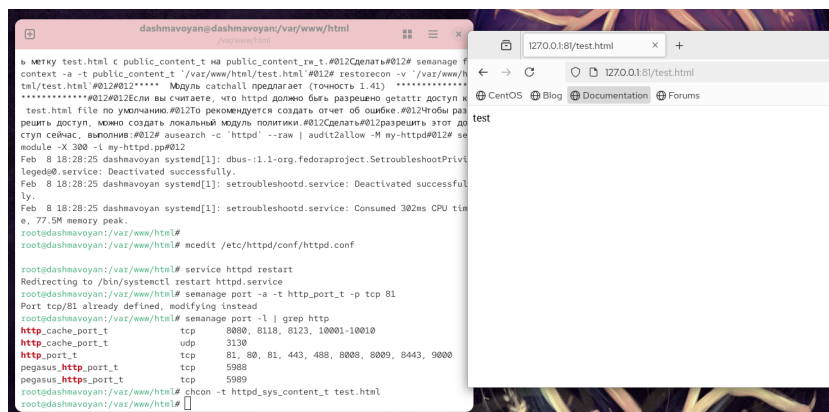 dashmavoyan@dashmavoyan:/var/www/html
/var/www/html
ь метку test.html с public_content_t на public_content_rw_t.#012Сделать#012# semanage f
context -a -t public_content_t '/var/www/html/test.html'#012# restorecon -v '/var/www/h
tml/test.html'#012#012***** Модуль catchall предлагает (точность 1.41) **************
*************#012#012Если вы считаете, что httpd должно быть разрешено getattr доступ к
test.html file по умолчанию.#012То рекомендуется создать отчет об ошибке.#012Чтобы раз
решить доступ, можно создать локальный модуль политики.#012Сделать#012разрешить этот до
ступ сейчас, выполнив:#012# ausearch -c 'httpd' --raw | audit2allow -M my-httpd#012# se
module -X 300 -i my-httpd.pp#012
Feb 8 18:28:25 dashmavoyan systemd[1]: dbus-:1.1-org.fedoraproject.SetroubleshootPrivi
leged@0.service: Deactivated successfully.
Feb 8 18:28:25 dashmavoyan systemd[1]: setroubleshootd.service: Deactivated successful
ly.
Feb 8 18:28:25 dashmavoyan systemd[1]: setroubleshootd.service: Consumed 302ms CPU tim
e, 77.5M memory peak.
root@dashmavoyan:/var/www/html#
root@dashmavoyan:/var/www/html# mcedit /etc/httpd/conf/httpd.conf
root@dashmavoyan:/var/www/html# service httpd restart
Redirecting to /bin/systemctl restart httpd.service
root@dashmavoyan:/var/www/html# semanage port -a -t http_port_t -p tcp 81
Port tcp/81 already defined, modifying instead
root@dashmavoyan:/var/www/html# semanage port -l | grep http
http_cache_port_t tcp 8080, 8118, 8123, 10001-10010
http_cache_port_t udp 3130
http_port_t tcp 81, 80, 81, 443, 488, 8008, 8009, 8443, 9000
pegasus_http_port_t tcp 5988
pegasus_https_port_t tcp 5989
root@dashmavoyan:/var/www/html# chcon -t httpd_sys_content_t test.html
root@dashmavoyan:/var/www/html#
127.0.0.1:81/test.html
127.0.0.1:81/test.html
CentOS Blog Documentation Forums
test